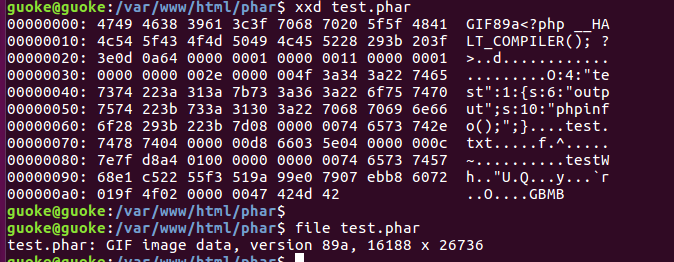 guoke@guoke:/var/www/html/phar$ xxd test.phar
00000000: 4749 4638 3961 3c3f 7068 7020 5f5f 4841  GIF89a<?php __HA
00000010: 4c54 5f43 4f4d 5049 4c45 5228 293b 203f  LT_COMPILER(); ?
00000020: 3e0d 0a64 0000 0001 0000 0011 0000 0001  >..d............
00000030: 0000 0000 002e 0000 004f 3a34 3a22 7465  .........O:4:"te
00000040: 7374 223a 313a 7b73 3a36 3a22 6f75 7470  st":1:{s:6:"outp
00000050: 7574 223b 733a 3130 3a22 7068 7069 6e66  ut";s:10:"phpinf
00000060: 6f28 293b 223b 7d08 0000 0074 6573 742e  o();";}....test.
00000070: 7478 7404 0000 00d8 6603 5e04 0000 000c  txt.....f.^.....
00000080: 7e7f d8a4 0100 0000 0000 0074 6573 7457  ~..........testW
00000090: 68e1 c522 55f3 519a 99e0 7907 ebb8 6072  h.."U.Q...y...`r
000000a0: 019f 4f02 0000 0047 424d 42  ..O....GBMB
guoke@guoke:/var/www/html/phar$
guoke@guoke:/var/www/html/phar$ file test.phar
test.phar: GIF image data, version 89a, 16188 x 26736
guoke@guoke:/var/www/html/phar$